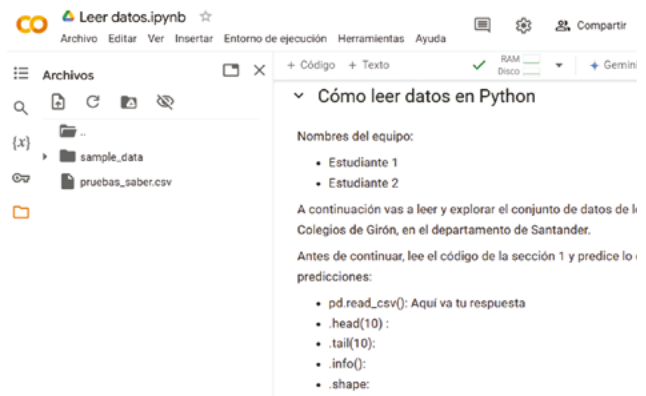 Leer datos.ipynb
Archivo Editar Ver Insertar Entorno de ejecución Herramientas Ayuda
Compartir
Archivos
+ Código + Texto
RAM
Disco
Gemini
{x}
..
sample_data
pruebas_saber.csv
Cómo leer datos en Python
Nombres del equipo:
• Estudiante 1
• Estudiante 2
A continuación vas a leer y explorar el conjunto de datos de
Colegios de Girón, en el departamento de Santander.
Antes de continuar, lee el código de la sección 1 y predice lo
predicciones:
• pd.read_csv(): Aquí va tu respuesta
• .head(10) :
• .tail(10):
• .info():
• .shape: